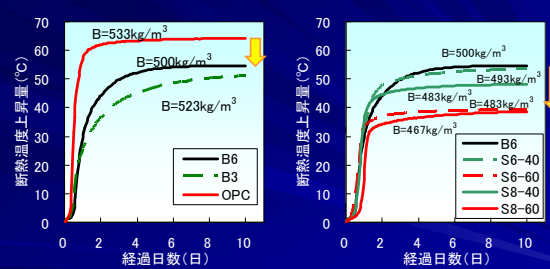 断熱温度上昇量(℃)
70
60
50
40
30
20
10
0
B=533kg/m³
B=500kg/m³
B=523kg/m³
B6
B3
OPC
0 2 4 6 8 10
経過日数(日)
断熱温度上昇量(℃)
70
60
50
40
30
20
10
0
B=500kg/m³
B=493kg/m³
B=483kg/m³
B=483kg/m³
B=467kg/m³
B6
S6-40
S6-60
S8-40
S8-60
0 2 4 6 8 10
経過日数(日)